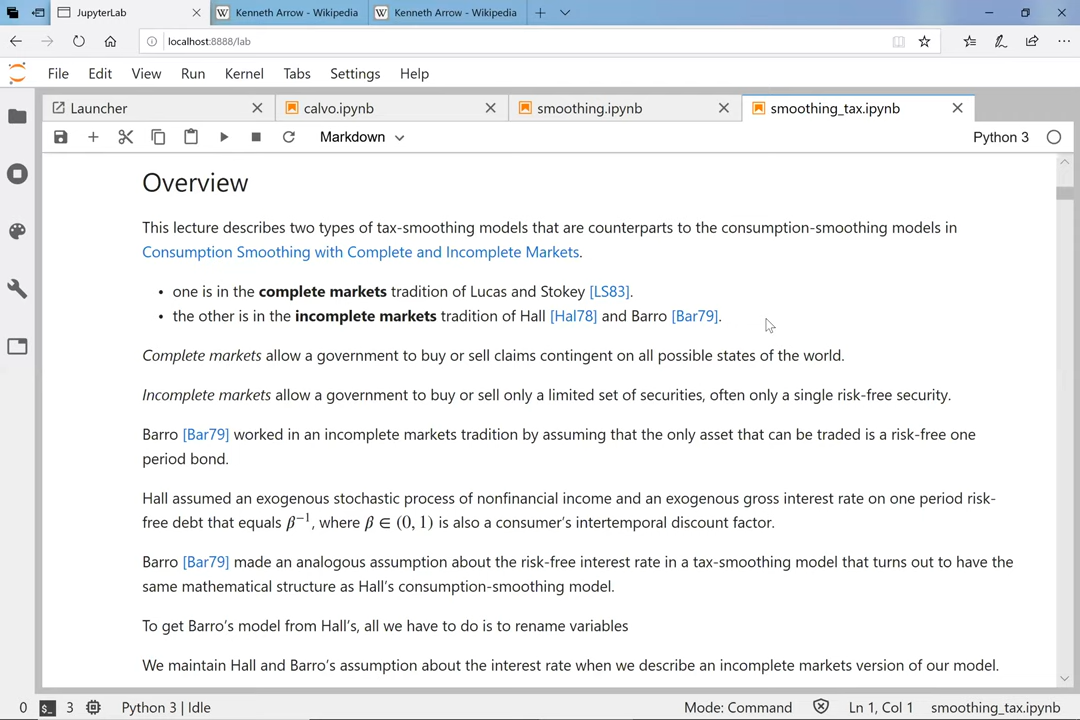 JupyterLab
Kenneth Arrow - Wikipedia
Kenneth Arrow - Wikipedia
localhost:8888/lab
File Edit View Run Kernel Tabs Settings Help
Launcher
calvo.ipynb
smoothing.ipynb
smoothing_tax.ipynb
Markdown
Python 3
Overview
This lecture describes two types of tax-smoothing models that are counterparts to the consumption-smoothing models in
Consumption Smoothing with Complete and Incomplete Markets.
• one is in the complete markets tradition of Lucas and Stokey [LS83].
• the other is in the incomplete markets tradition of Hall [Hal78] and Barro [Bar79].
Complete markets allow a government to buy or sell claims contingent on all possible states of the world.
Incomplete markets allow a government to buy or sell only a limited set of securities, often only a single risk-free security.
Barro [Bar79] worked in an incomplete markets tradition by assuming that the only asset that can be traded is a risk-free one
period bond.
Hall assumed an exogenous stochastic process of nonfinancial income and an exogenous gross interest rate on one period risk-
free debt that equals β⁻¹, where β ∈ (0, 1) is also a consumer's intertemporal discount factor.
Barro [Bar79] made an analogous assumption about the risk-free interest rate in a tax-smoothing model that turns out to have the
same mathematical structure as Hall's consumption-smoothing model.
To get Barro's model from Hall's, all we have to do is to rename variables
We maintain Hall and Barro's assumption about the interest rate when we describe an incomplete markets version of our model.
0 $_ 3 Python 3 | Idle
Mode: Command Ln 1, Col 1 smoothing_tax.ipynb